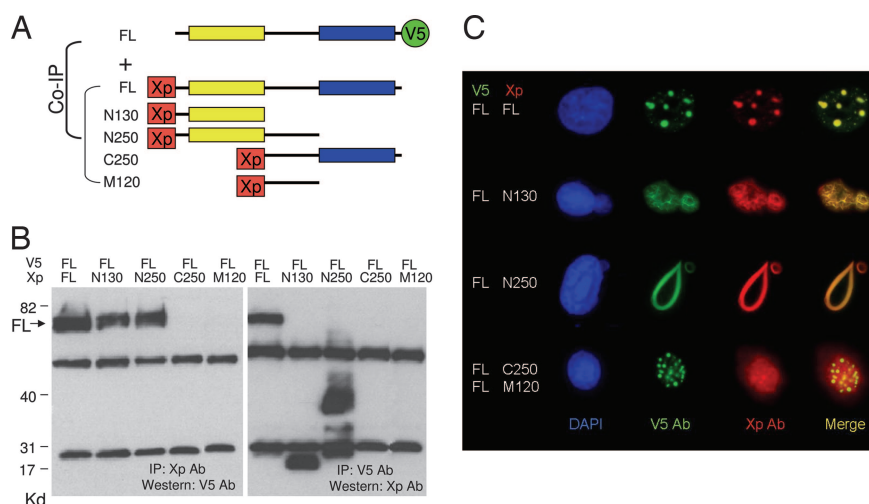 A
FL
V5
Co-IP
+
FL
Xp
N130
Xp
N250
Xp
C250
Xp
M120
Xp
B
V5
FL FL FL FL FL
FL FL FL FL FL
Xp
FL N130 N250 C250 M120
FL N130 N250 C250 M120
82
FL
40
31
17
Kd
IP: Xp Ab
Western: V5 Ab
IP: V5 Ab
Western: Xp Ab
C
V5 Xp
FL FL
FL N130
FL N250
FL C250
FL M120
DAPI V5 Ab Xp Ab Merge